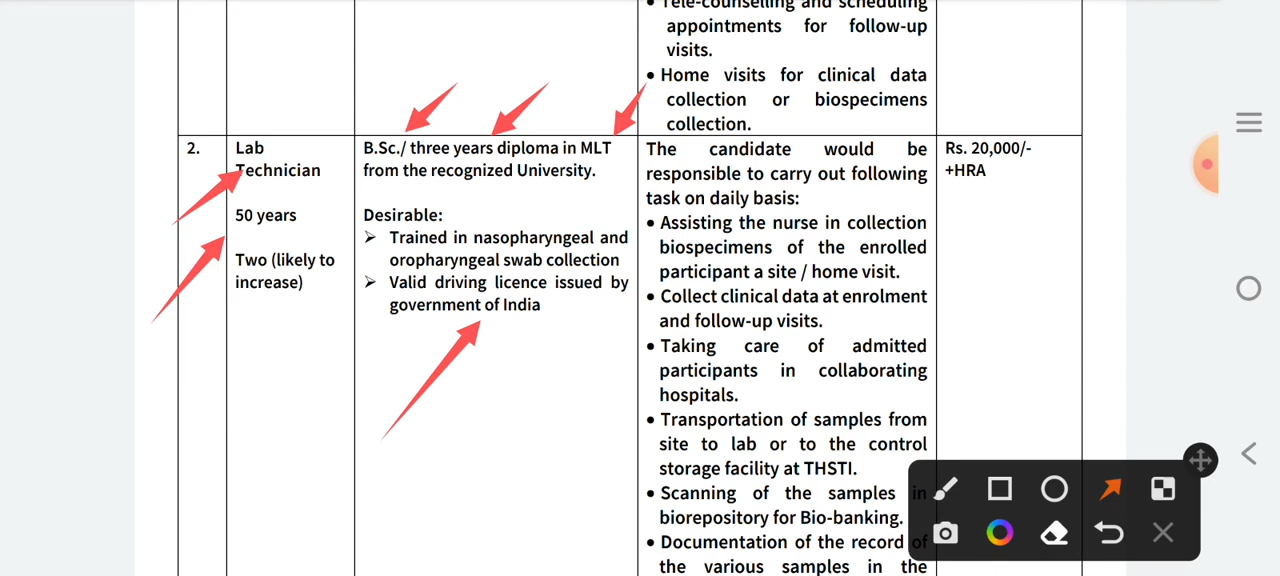 • Tele-counselling and scheduling
appointments for follow-up
visits.
• Home visits for clinical data
collection or biospecimens
collection.
2.
Lab
Technician
50 years
Two (likely to
increase)
B.Sc./ three years diploma in MLT
from the recognized University.
Desirable:
➢ Trained in nasopharyngeal and
oropharyngeal swab collection
➢ Valid driving licence issued by
government of India
The candidate would be
responsible to carry out following
task on daily basis:
• Assisting the nurse in collection
biospecimens of the enrolled
participant a site / home visit.
• Collect clinical data at enrolment
and follow-up visits.
• Taking care of admitted
participants in collaborating
hospitals.
• Transportation of samples from
site to lab or to the control
storage facility at THSTI.
• Scanning of the samples in
biorepository for Bio-banking.
• Documentation of the record of
the various samples in the
Rs. 20,000/-
+HRA